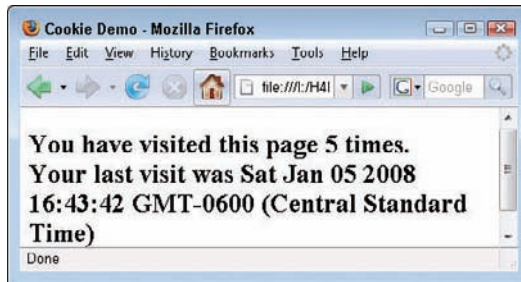 Cookie Demo - Mozilla Firefox
File Edit View History Bookmarks Tools Help
file:///I:/H4I
G Google
You have visited this page 5 times.
Your last visit was Sat Jan 05 2008
16:43:42 GMT-0600 (Central Standard
Time)
Done